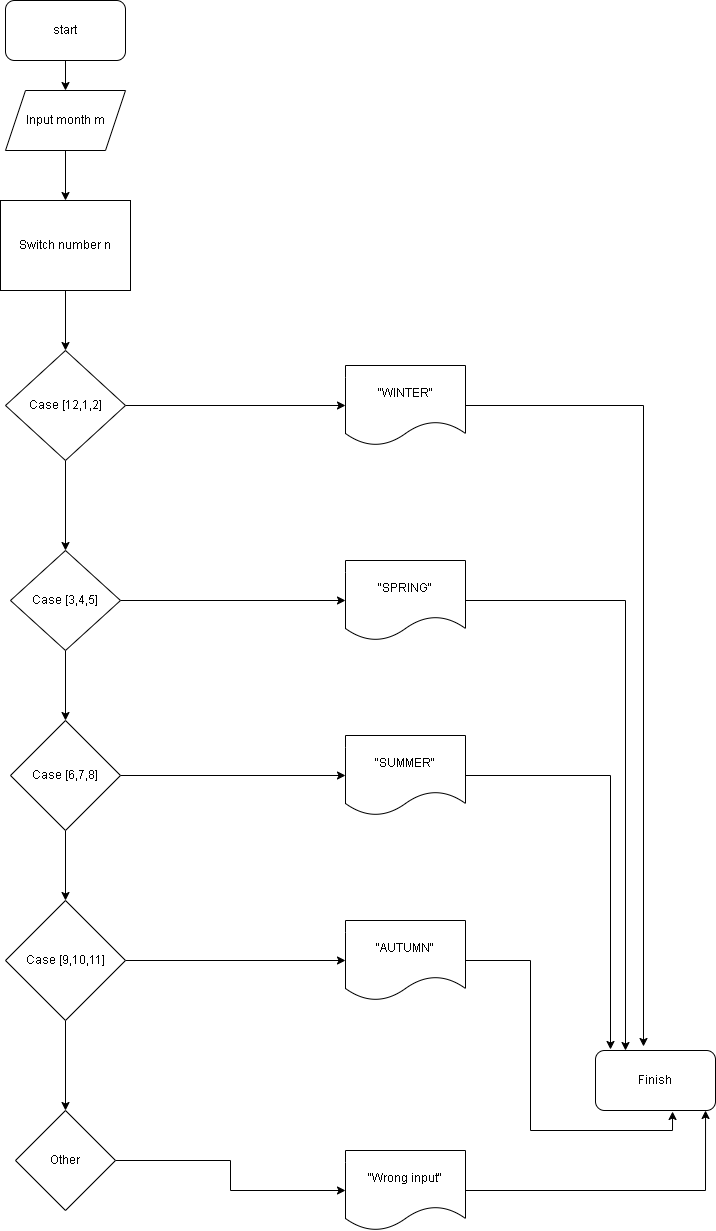 start
Input month m
Switch number n
Case [12,1,2]
"WINTER"
Case [3,4,5]
"SPRING"
Case [6,7,8]
"SUMMER"
Case [9,10,11]
"AUTUMN"
Finish
Other
"Wrong input"